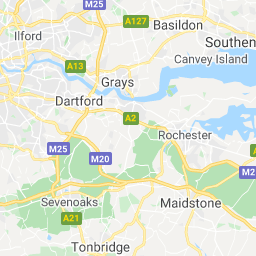 M25
A127
Basildon
Ilford
Southen
Canvey Island
A13
Grays
Dartford
A2
Rochester
M25
M20
M2
Sevenoaks
Maidstone
A21
Tonbridge